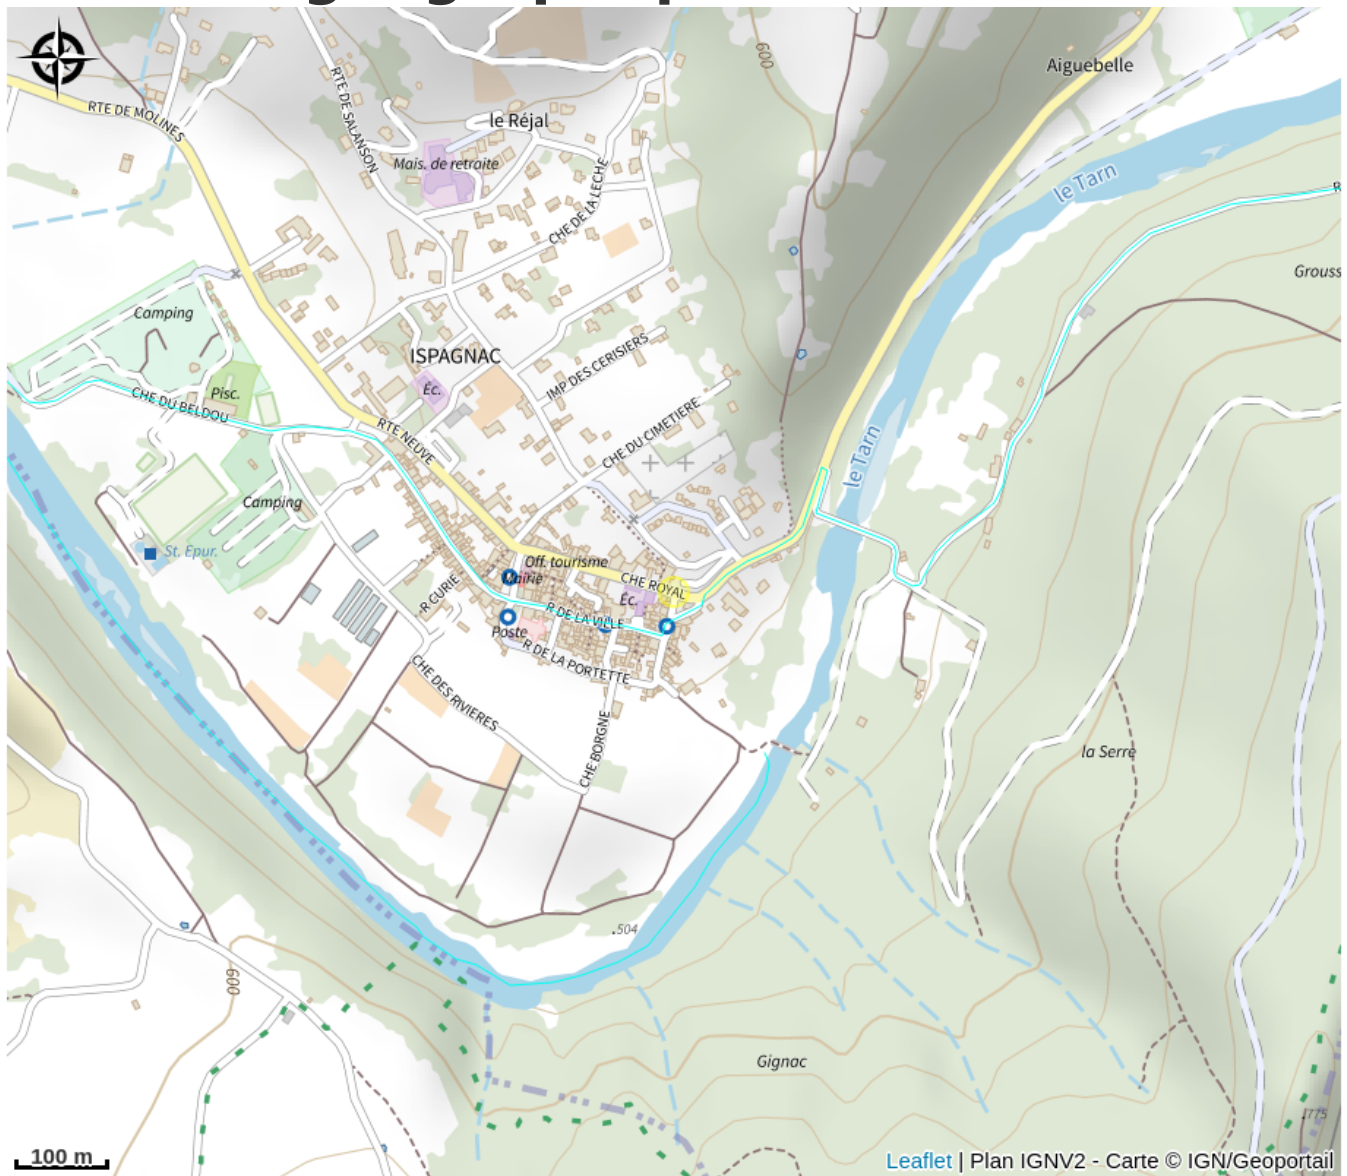 600
Aiguebelle
RTE DE MOLINES
RTE DE SALANSON
le Réjal
Mais. de retraite
le Tarn
CHE DE LA LECHE
Grouss
Camping
ISPAGNAC
IMP DES CERISIERS
Éc.
Pisc.
CHE DU BELDOU
RTE NEUVE
CHE DU CIMETIERE
le Tarn
Camping
St. Epur.
Off. tourisme
Mairie
CHE ROYAL
R CURIE
Éc.
R DE LA VILLE
Poste
R DE LA PORTETTE
CHE DES RIVIERES
CHE BORGNE
la Serre
.504
600
Gignac
1775
100 m
Leaflet | Plan IGNV2 - Carte © IGN/Geoportail